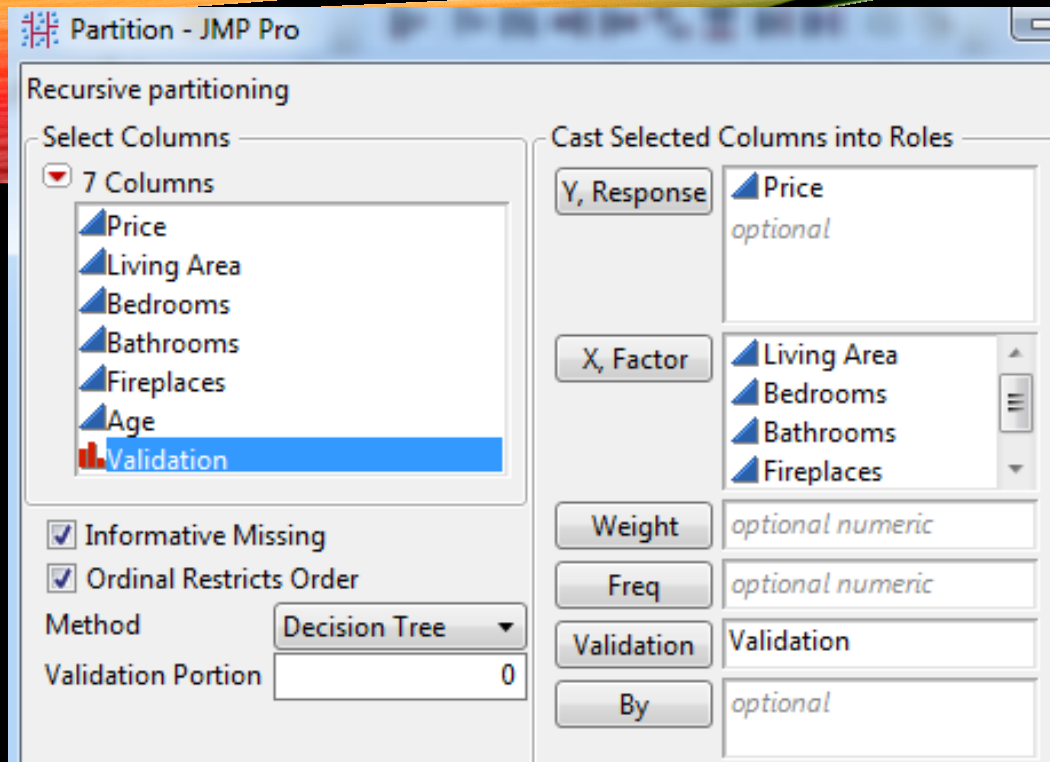 Partition - JMP Pro
Recursive partitioning
Select Columns
7 Columns
Price
Living Area
Bedrooms
Bathrooms
Fireplaces
Age
Validation
Informative Missing
Ordinal Restricts Order
Method Decision Tree
Validation Portion 0
Cast Selected Columns into Roles
Y, Response Price
optional
X, Factor Living Area
Bedrooms
Bathrooms
Fireplaces
Weight optional numeric
Freq optional numeric
Validation Validation
By optional